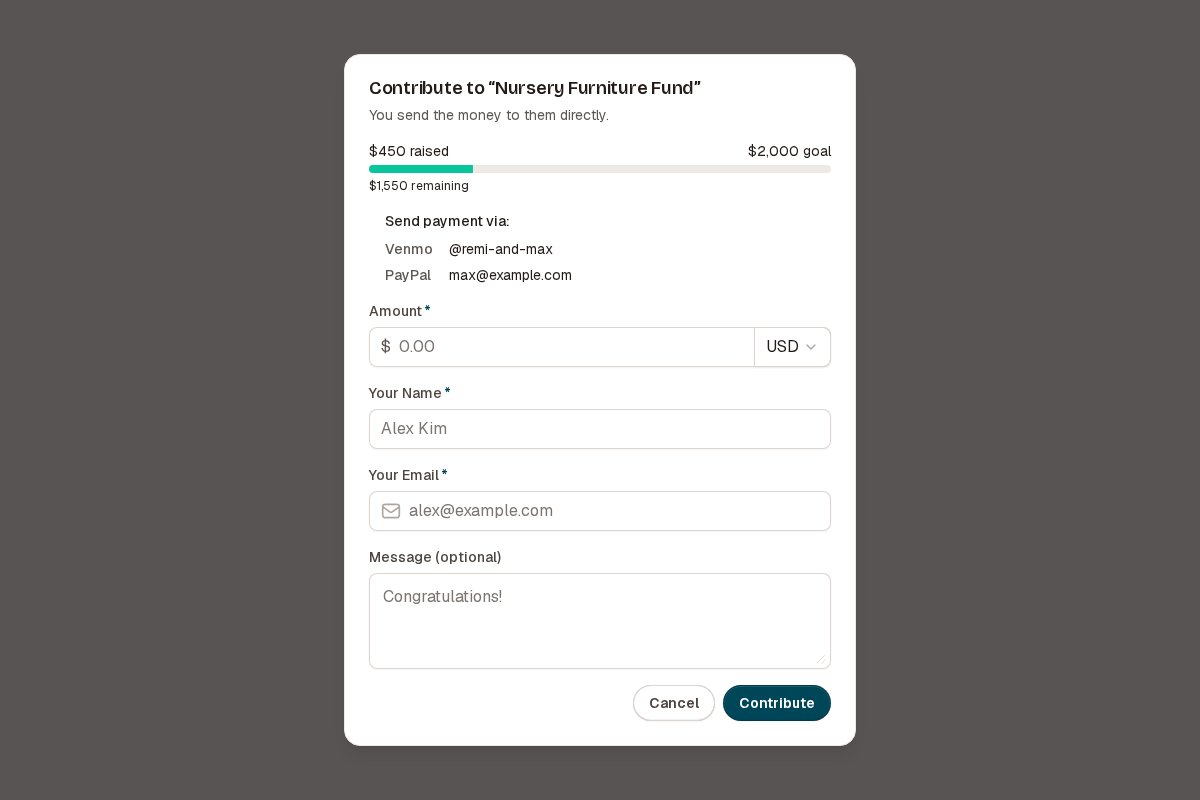 Contribute to “Nursery Furniture Fund”
You send the money to them directly.
$450 raised $2,000 goal
$1,550 remaining
Send payment via:
Venmo @remi-and-max
PayPal max@example.com
Amount *
$ 0.00 USD
Your Name *
Alex Kim
Your Email *
alex@example.com
Message (optional)
Congratulations!
Cancel Contribute